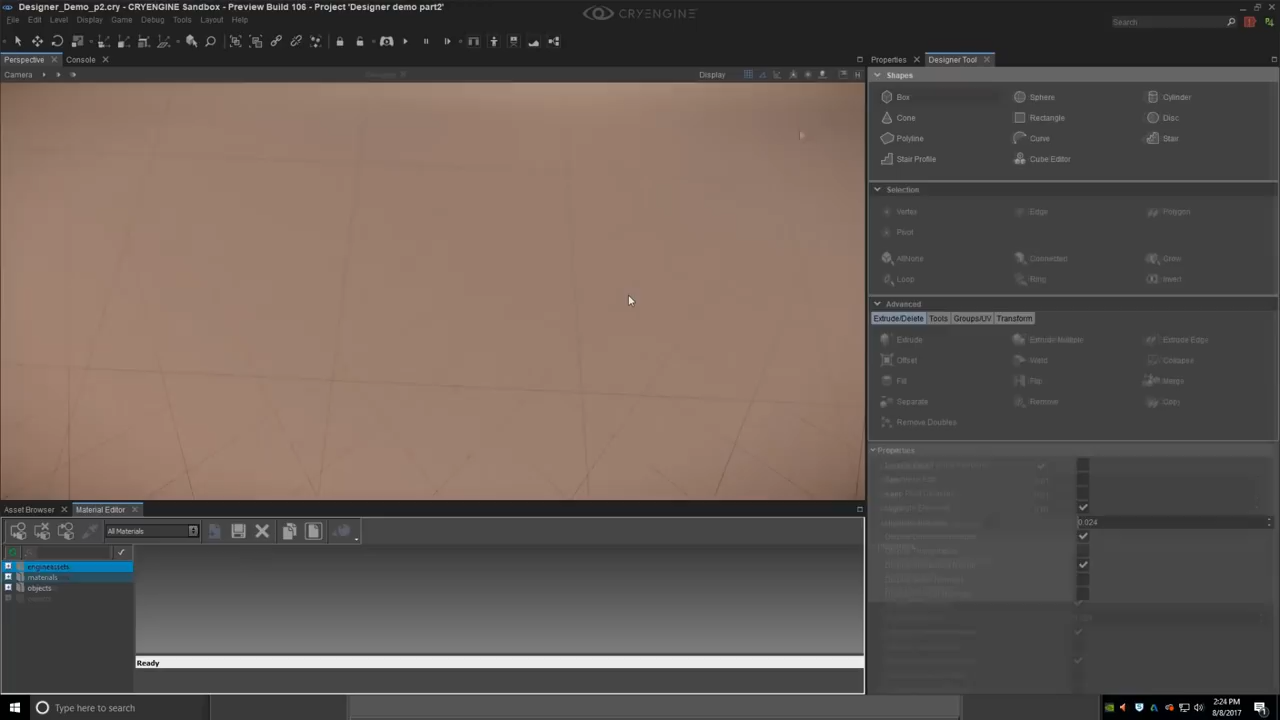 Designer_Demo_p2.cry - CRYENGINE Sandbox - Preview Build 106 - Project 'Designer demo part2'
CRYENGINE
File Edit Level Display Game Debug Tools Layout Help
Search
Perspective Console
Properties Designer Tool
Camera
Display
Shapes
Box Sphere Cylinder
Cone Rectangle Disc
Polyline Curve Stair
Stair Profile Cube Editor
Selection
Vertex Edge Polygon
Pivot
All/None Connected Grow
Loop Ring Invert
Advanced
Extrude/Delete Tools Groups/UV Transform
Extrude Extrude Multiple Extrude Edge
Offset Weld Collapse
Fill Flip Merge
Separate Remove Copy
Remove Doubles
Properties
0.024
Asset Browser Material Editor
All Materials
engineassets
materials
objects
Ready
Type here to search
2:24 PM
8/8/2017